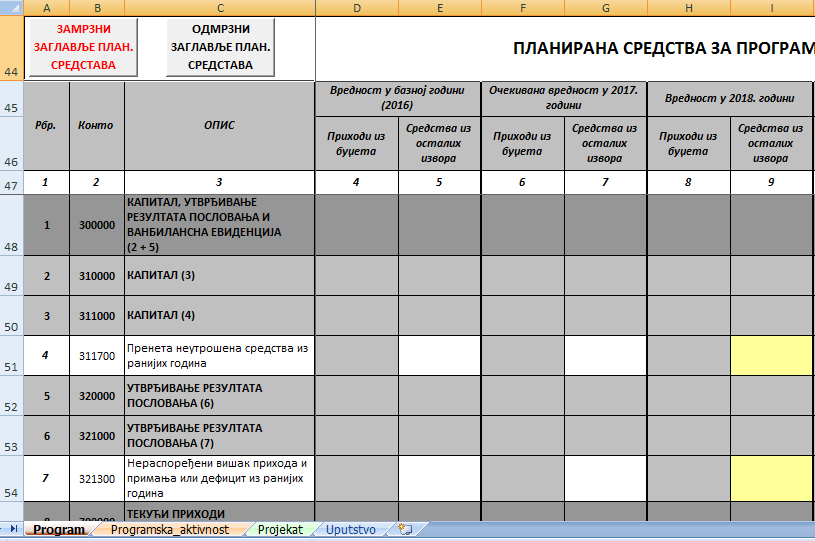 A B C D E F G H I
ЗАМРЗНИ
ЗАГЛАВЉЕ ПЛАН.
СРЕДСТАВА
ОДМРЗНИ
ЗАГЛАВЉЕ ПЛАН.
СРЕДСТАВА
44
ПЛАНИРАНА СРЕДСТВА ЗА ПРОГРАМ
45
46
Рбр.
Конто
ОПИС
Вредност у базној години
(2016)
Очекивана вредност у 2017.
години
Вредност у 2018. години
Приходи из
буџета
Средства из
осталих
извора
Приходи из
буџета
Средства из
осталих
извора
Приходи из
буџета
Средства из
осталих
извора
47 1 2 3 4 5 6 7 8 9
48 1 300000
КАПИТАЛ, УТВРЂИВАЊЕ
РЕЗУЛТАТА ПОСЛОВАЊА И
ВАНБИЛАНСНА ЕВИДЕНЦИЈА
(2 + 5)
49 2 310000 КАПИТАЛ (3)
50 3 311000 КАПИТАЛ (4)
51 4 311700
Пренета неутрошена средства из
ранијих година
52 5 320000
УТВРЂИВАЊЕ РЕЗУЛТАТА
ПОСЛОВАЊА (6)
53 6 321000
УТВРЂИВАЊЕ РЕЗУЛТАТА
ПОСЛОВАЊА (7)
54 7 321300
Нераспоређени вишак прихода и
примања или дефицит из ранијих
година
ТЕКУЋИ ПРИХОДИ
Program Programska_aktivnost Projekat Uputstvo